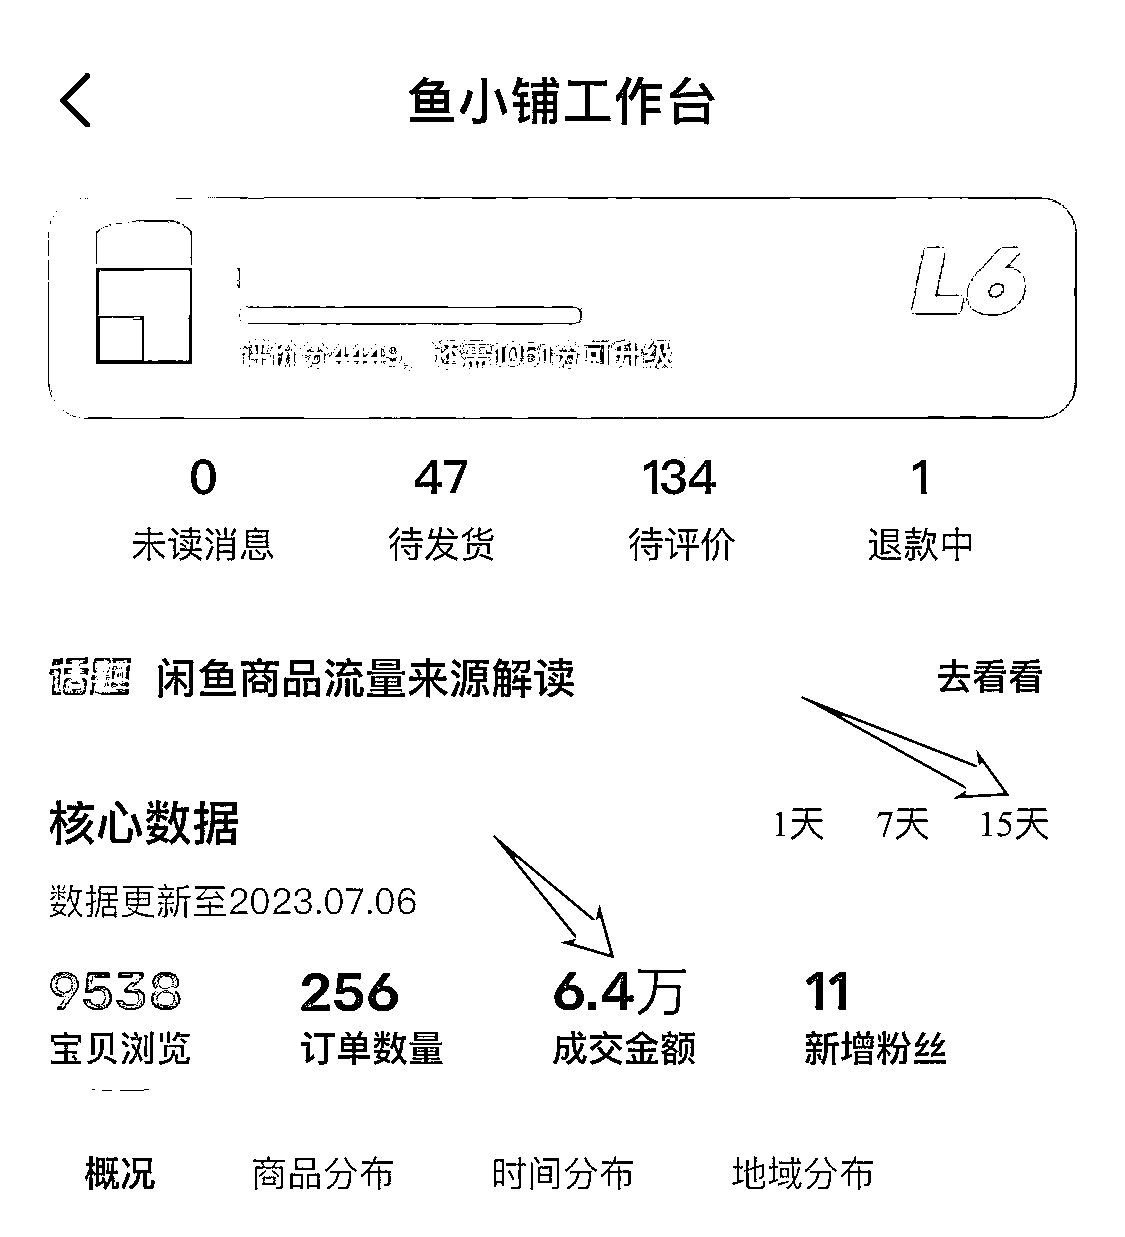 鱼小铺工作台
L6
评价分4449，还需1051分可升级
0 47 134 1
未读消息 待发货 待评价 退款中
话题 闲鱼商品流量来源解读 去看看
核心数据 1天 7天 15天
数据更新至2023.07.06
9538 256 6.4万 11
宝贝浏览 订单数量 成交金额 新增粉丝
概况 商品分布 时间分布 地域分布